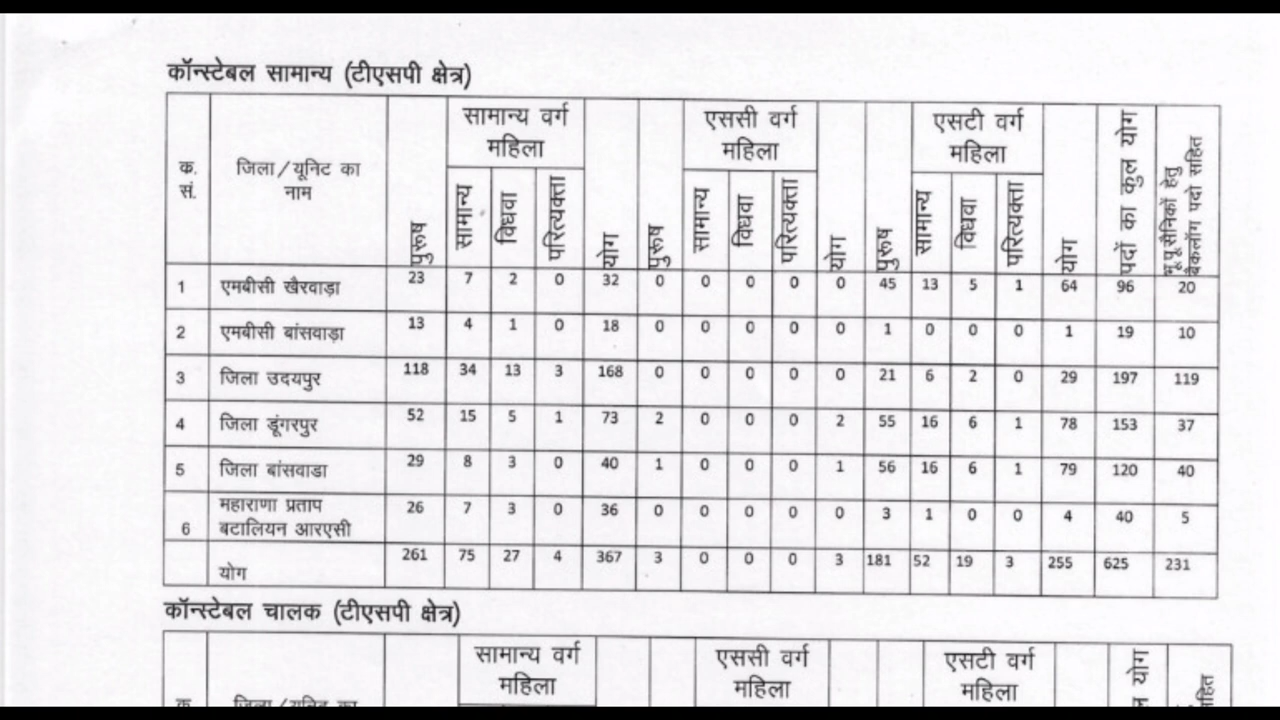 कॉन्स्टेबल सामान्य (टीएसपी क्षेत्र)
क. सं. जिला/यूनिट का नाम पुरूष सामान्य वर्ग महिला सामान्य विधवा परित्यक्ता योग पुरूष एससी वर्ग महिला सामान्य विधवा परित्यक्ता योग पुरूष एसटी वर्ग महिला सामान्य विधवा परित्यक्ता योग पदों का कुल योग भू.पू.सैनिकों हेतु बैकलॉग पदो सहित
1 एमबीसी खैरवाड़ा 23 7 2 0 32 0 0 0 0 0 45 13 5 1 64 96 20
2 एमबीसी बांसवाड़ा 13 4 1 0 18 0 0 0 0 0 1 0 0 0 1 19 10
3 जिला उदयपुर 118 34 13 3 168 0 0 0 0 0 21 6 2 0 29 197 119
4 जिला डूंगरपुर 52 15 5 1 73 2 0 0 0 2 55 16 6 1 78 153 37
5 जिला बांसवाडा 29 8 3 0 40 1 0 0 0 1 56 16 6 1 79 120 40
6 महाराणा प्रताप बटालियन आरएसी 26 7 3 0 36 0 0 0 0 0 3 1 0 0 4 40 5
योग 261 75 27 4 367 3 0 0 0 3 181 52 19 3 255 625 231
कॉन्स्टेबल चालक (टीएसपी क्षेत्र)
सामान्य वर्ग एससी वर्ग एसटी वर्ग
महिला महिला महिला
योग